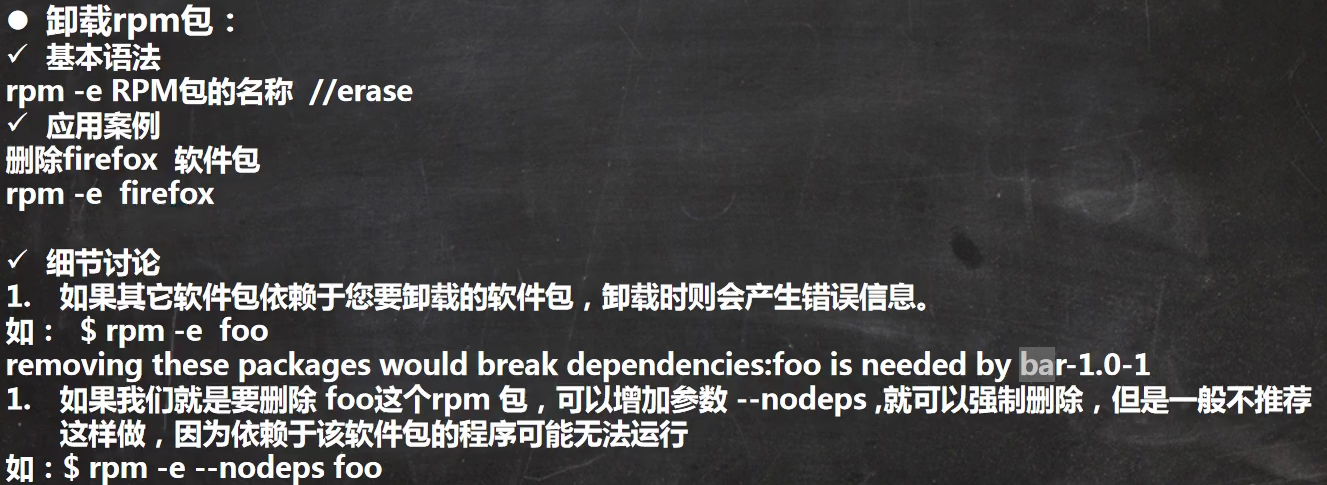 ● 卸载rpm包：
✓ 基本语法
rpm -e RPM包的名称 //erase
✓ 应用案例
删除firefox 软件包
rpm -e firefox
✓ 细节讨论
1. 如果其它软件包依赖于您要卸载的软件包，卸载时则会产生错误信息。
如： $ rpm -e foo
removing these packages would break dependencies:foo is needed by bar-1.0-1
1. 如果我们就是要删除 foo这个rpm 包，可以增加参数 --nodeps ,就可以强制删除，但是一般不推荐
这样做，因为依赖于该软件包的程序可能无法运行
如：$ rpm -e --nodeps foo